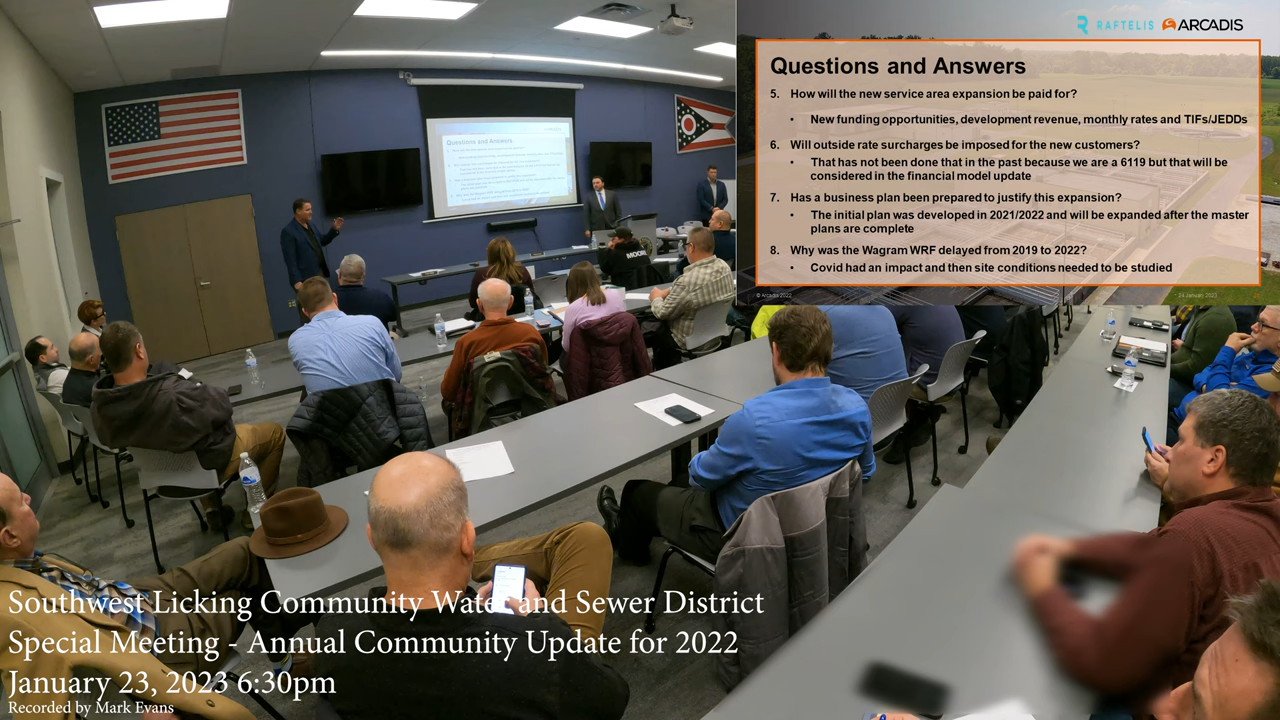 RAFTELIS ARCADIS
Questions and Answers
5. How will the new service area expansion be paid for?
• New funding opportunities, development revenue, monthly rates and TIFs/JEDDs
6. Will outside rate surcharges be imposed for the new customers?
• That has not been done that in the past because we are a 6119 but that will be
considered in the financial model update
7. Has a business plan been prepared to justify this expansion?
• The initial plan was developed in 2021/2022 and will be expanded after the master
plans are complete
8. Why was the Wagram WRF delayed from 2019 to 2022?
• Covid had an impact and then site conditions needed to be studied
© Arcadis 2022
24 January 2023
Questions and Answers
MOORE
Southwest Licking Community Water and Sewer District
Special Meeting - Annual Community Update for 2022
January 23, 2023 6:30pm
Recorded by Mark Evans